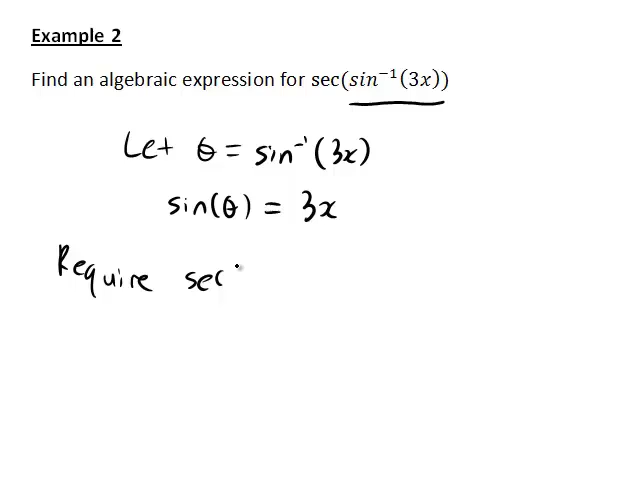 Example 2
Find an algebraic expression for sec(sin⁻¹(3x))
Let θ = sin⁻¹(3x)
sin(θ) = 3x
Require sec